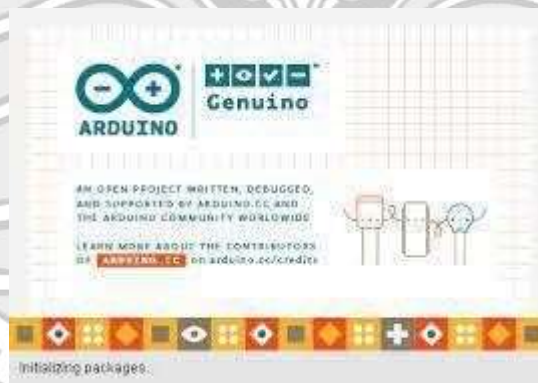 ARDUINO
Genuino
AN OPEN PROJECT WRITTEN, DEBUGGED,
AND SUPPORTED BY ARDUINO.CC AND
THE ARDUINO COMMUNITY WORLDWIDE
LEARN MORE ABOUT THE CONTRIBUTORS
OF ARDUINO.CC on arduino.cc/credits
Initializing packages...